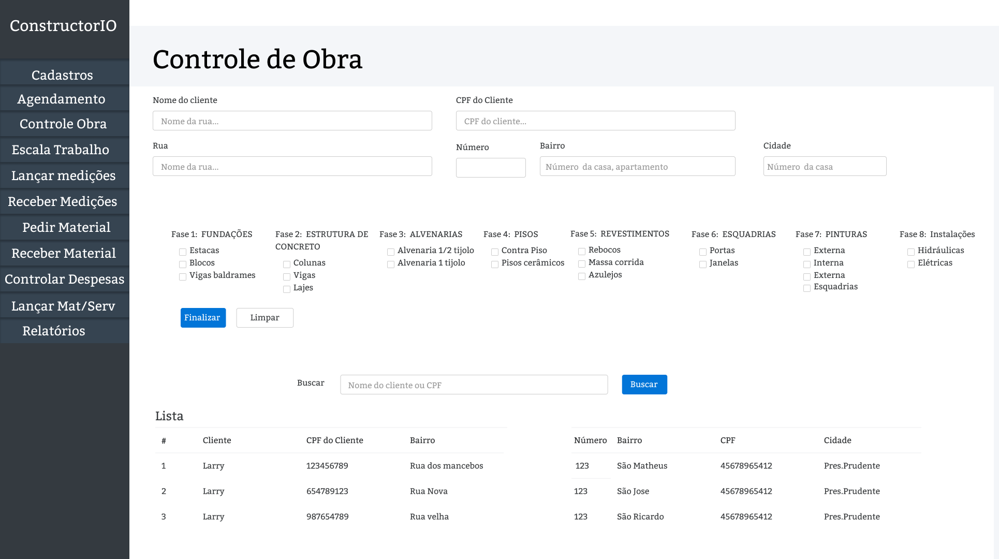 ConstructorIO
Cadastros
Agendamento
Controle Obra
Escala Trabalho
Lançar medições
Receber Medições
Pedir Material
Receber Material
Controlar Despesas
Lançar Mat/Serv
Relatórios
Controle de Obra
Nome do cliente
Nome da rua...
CPF do Cliente
CPF do cliente...
Rua
Nome da rua...
Número
Bairro
Número  da casa, apartamento
Cidade
Número  da casa
Fase 1:  FUNDAÇÕES
Estacas
Blocos
Vigas baldrames
Fase 2:  ESTRUTURA DE
CONCRETO
Colunas
Vigas
Lajes
Fase 3:  ALVENARIAS
Alvenaria 1/2 tijolo
Alvenaria 1 tijolo
Fase 4:  PISOS
Contra Piso
Pisos cerâmicos
Fase 5:  REVESTIMENTOS
Rebocos
Massa corrida
Azulejos
Fase 6:  ESQUADRIAS
Portas
Janelas
Fase 7:  PINTURAS
Externa
Interna
Externa
Esquadrias
Fase 8:  Instalações
Hidráulicas
Elétricas
Finalizar
Limpar
Buscar
Nome do cliente ou CPF
Buscar
Lista
# Cliente CPF do Cliente Bairro Número Bairro CPF Cidade
1 Larry 123456789 Rua dos mancebos 123 São Matheus 45678965412 Pres.Prudente
2 Larry 654789123 Rua Nova 123 São Jose 45678965412 Pres.Prudente
3 Larry 987654789 Rua velha 123 São Ricardo 45678965412 Pres.Prudente